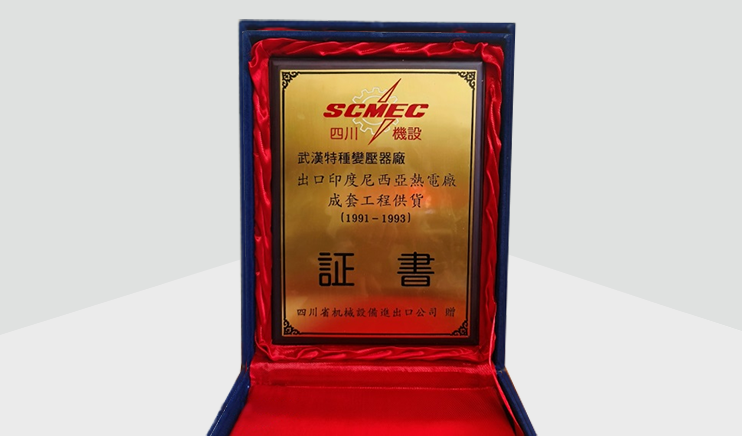 SCMEC
四川 機設
武漢特種變壓器廠
出口印度尼西亞熱電廠
成套工程供貨
(1991~1993)
証書
四川省机械設備進出口公司 贈